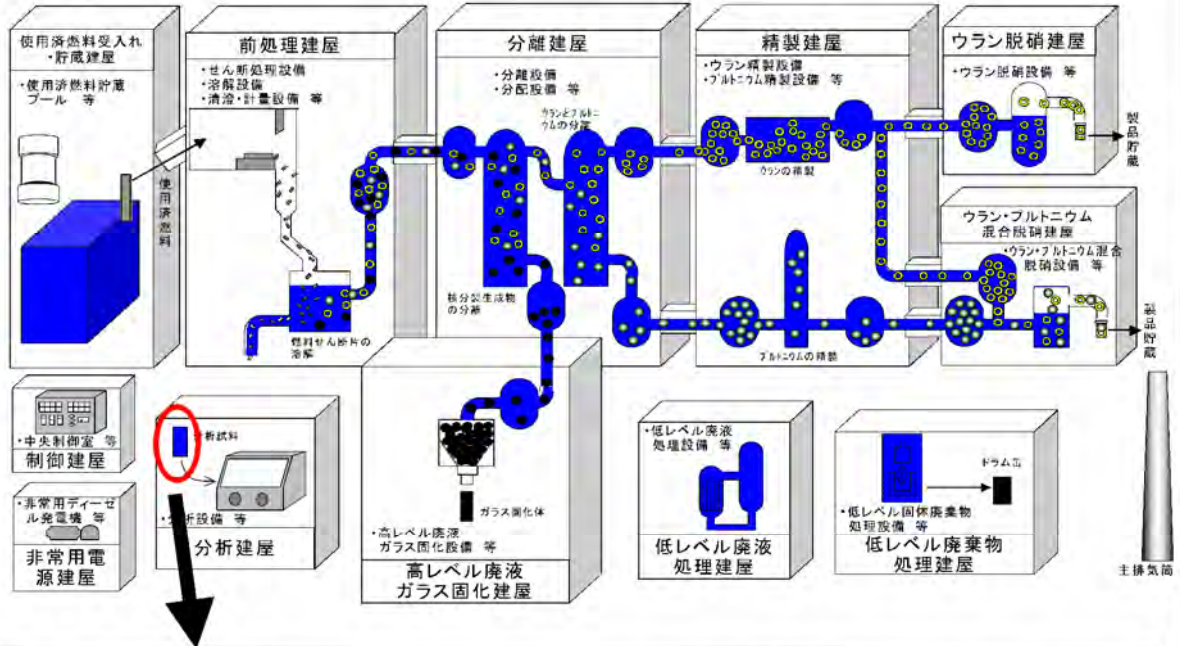 使用済燃料受入れ
・貯蔵建屋
・使用済燃料貯蔵
プール 等
使用済燃料
前処理建屋
・せん断処理設備
・溶解設備
・清澄・計量設備 等
燃料せん断片の
溶解
分離建屋
・分離設備
・分配設備 等
ウランとプルトニ
ウムの分離
核分裂生成物
の分離
精製建屋
・ウラン精製設備
・プルトニウム精製設備 等
ウランの精製
プルトニウムの精製
ウラン脱硝建屋
・ウラン脱硝設備 等
製品貯蔵
ウラン・プルトニウム
混合脱硝建屋
・ウラン・プルトニウム混合
脱硝設備 等
製品貯蔵
・中央制御室 等
制御建屋
・非常用ディーゼ
ル発電機 等
非常用電
源建屋
分析試料
・分析設備 等
分析建屋
ガラス固化体
・高レベル廃液
ガラス固化設備 等
高レベル廃液
ガラス固化建屋
・低レベル廃液
処理設備 等
低レベル廃液
処理建屋
ドラム缶
・低レベル固体廃棄物
処理設備 等
低レベル廃棄物
処理建屋
主排気筒